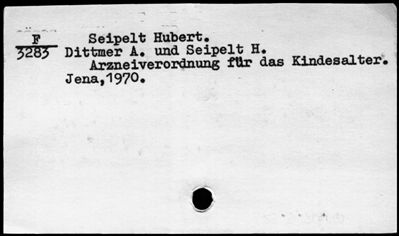 F Seipelt Hubert.
3283 Dittmer A. und Seipelt H.
Arzneiverordnung für das Kindesalter.
Jena,1970.